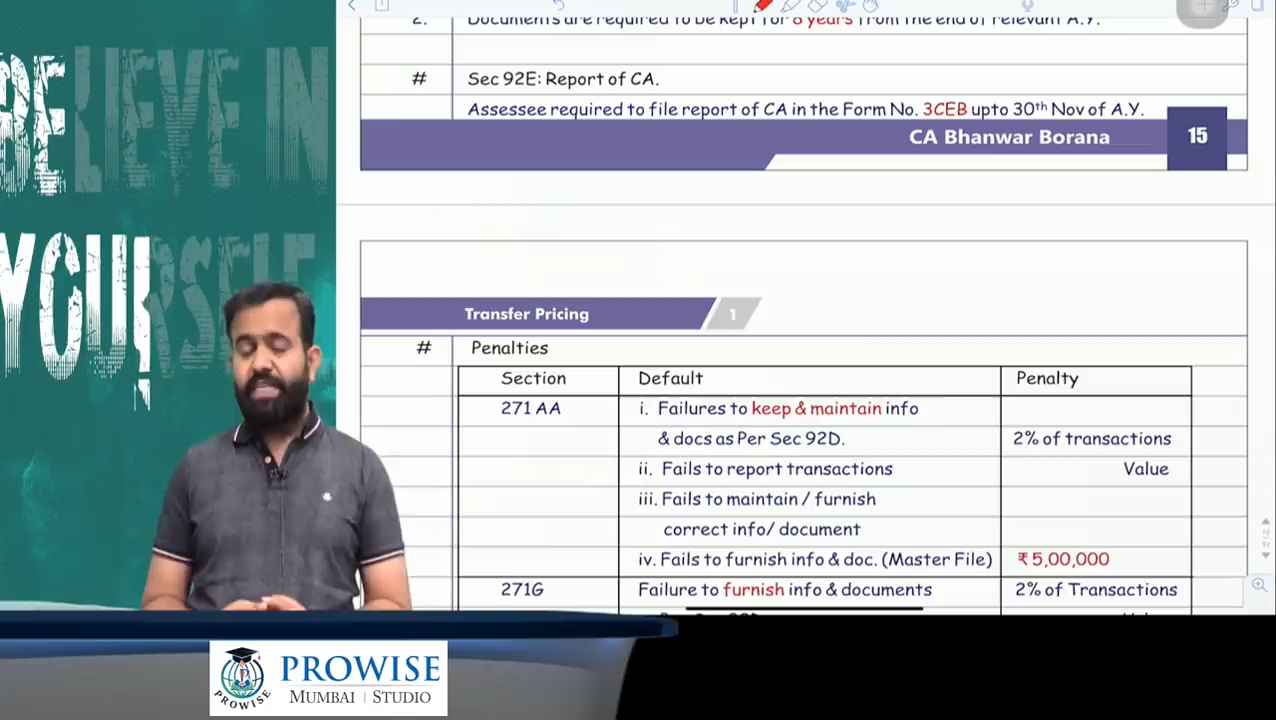 BELIEVE IN
YOURSELF
2. Documents are required to be kept for 8 years from the end of relevant A.Y.
# Sec 92E: Report of CA.
Assessee required to file report of CA in the Form No. 3CEB upto 30th Nov of A.Y.
CA Bhanwar Borana 15
Transfer Pricing 1
# Penalties
Section Default Penalty
271 AA i. Failures to keep & maintain info
& docs as Per Sec 92D. 2% of transactions
ii. Fails to report transactions Value
iii. Fails to maintain / furnish
correct info/ document
iv. Fails to furnish info & doc. (Master File) ₹ 5,00,000
271G Failure to furnish info & documents 2% of Transactions
PROWISE
PROWISE
MUMBAI | STUDIO